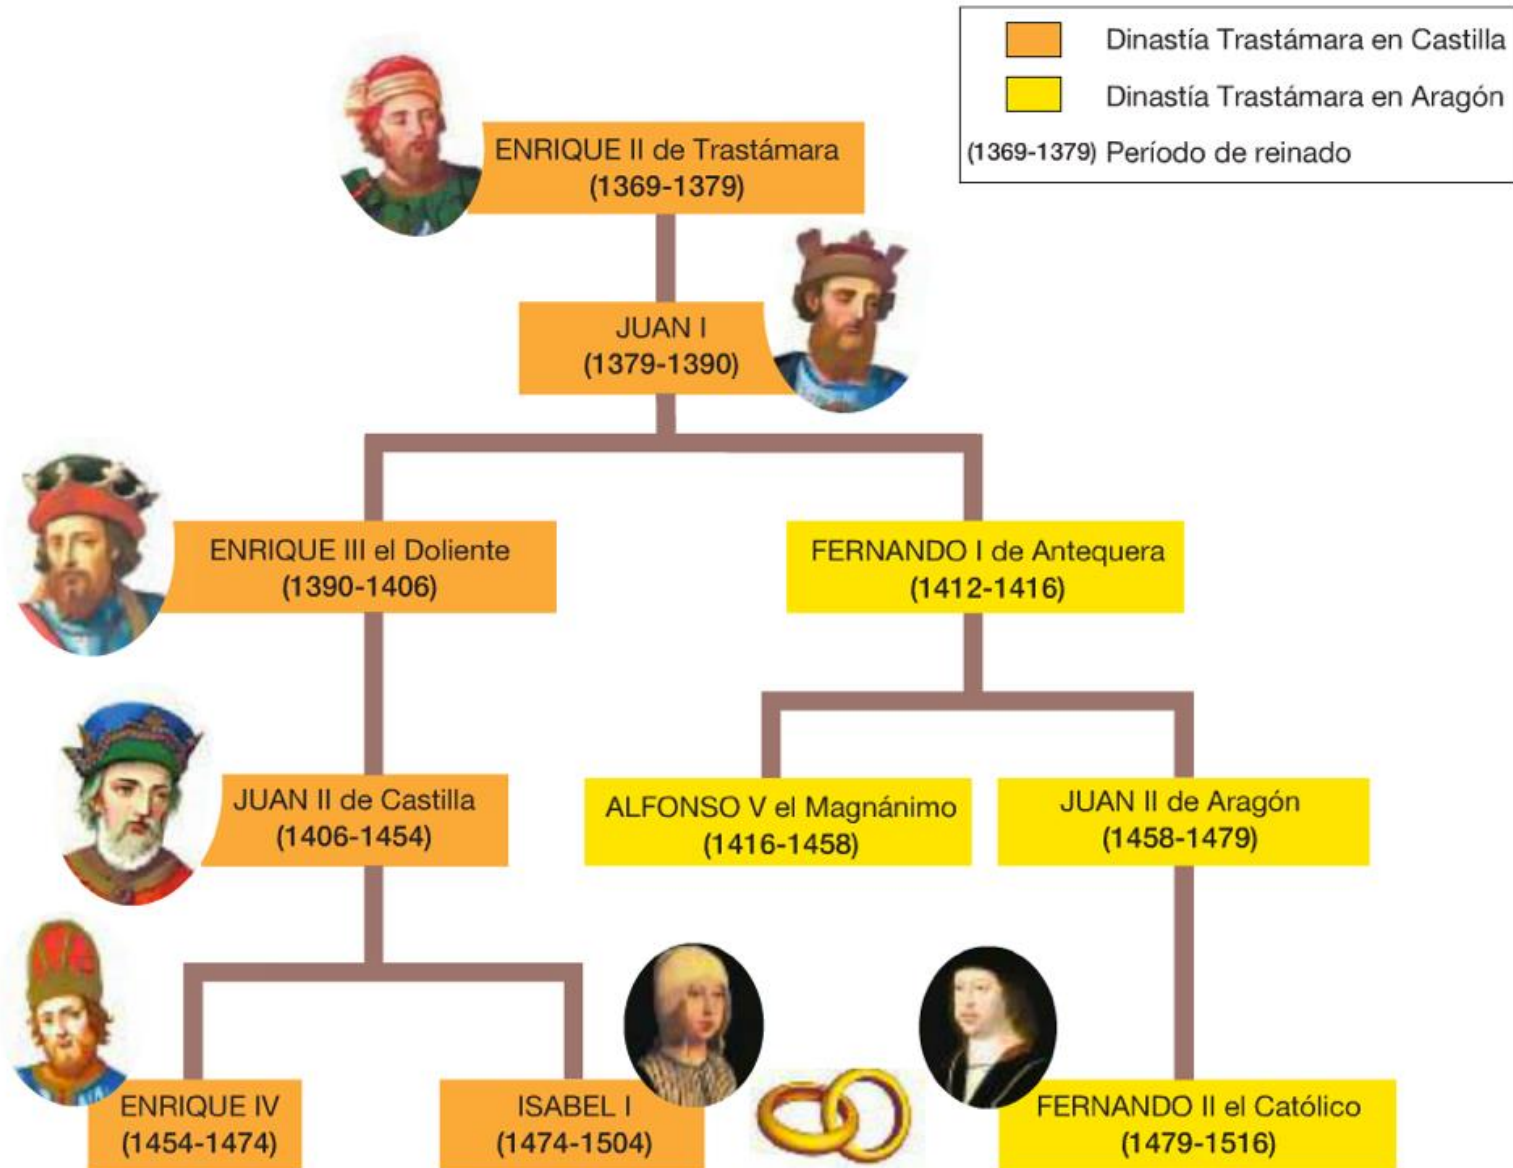 Dinastía Trastámara en Castilla
Dinastía Trastámara en Aragón
(1369-1379) Período de reinado
ENRIQUE II de Trastámara
(1369-1379)
JUAN I
(1379-1390)
ENRIQUE III el Doliente
(1390-1406)
FERNANDO I de Antequera
(1412-1416)
JUAN II de Castilla
(1406-1454)
ALFONSO V el Magnánimo
(1416-1458)
JUAN II de Aragón
(1458-1479)
ENRIQUE IV
(1454-1474)
ISABEL I
(1474-1504)
FERNANDO II el Católico
(1479-1516)